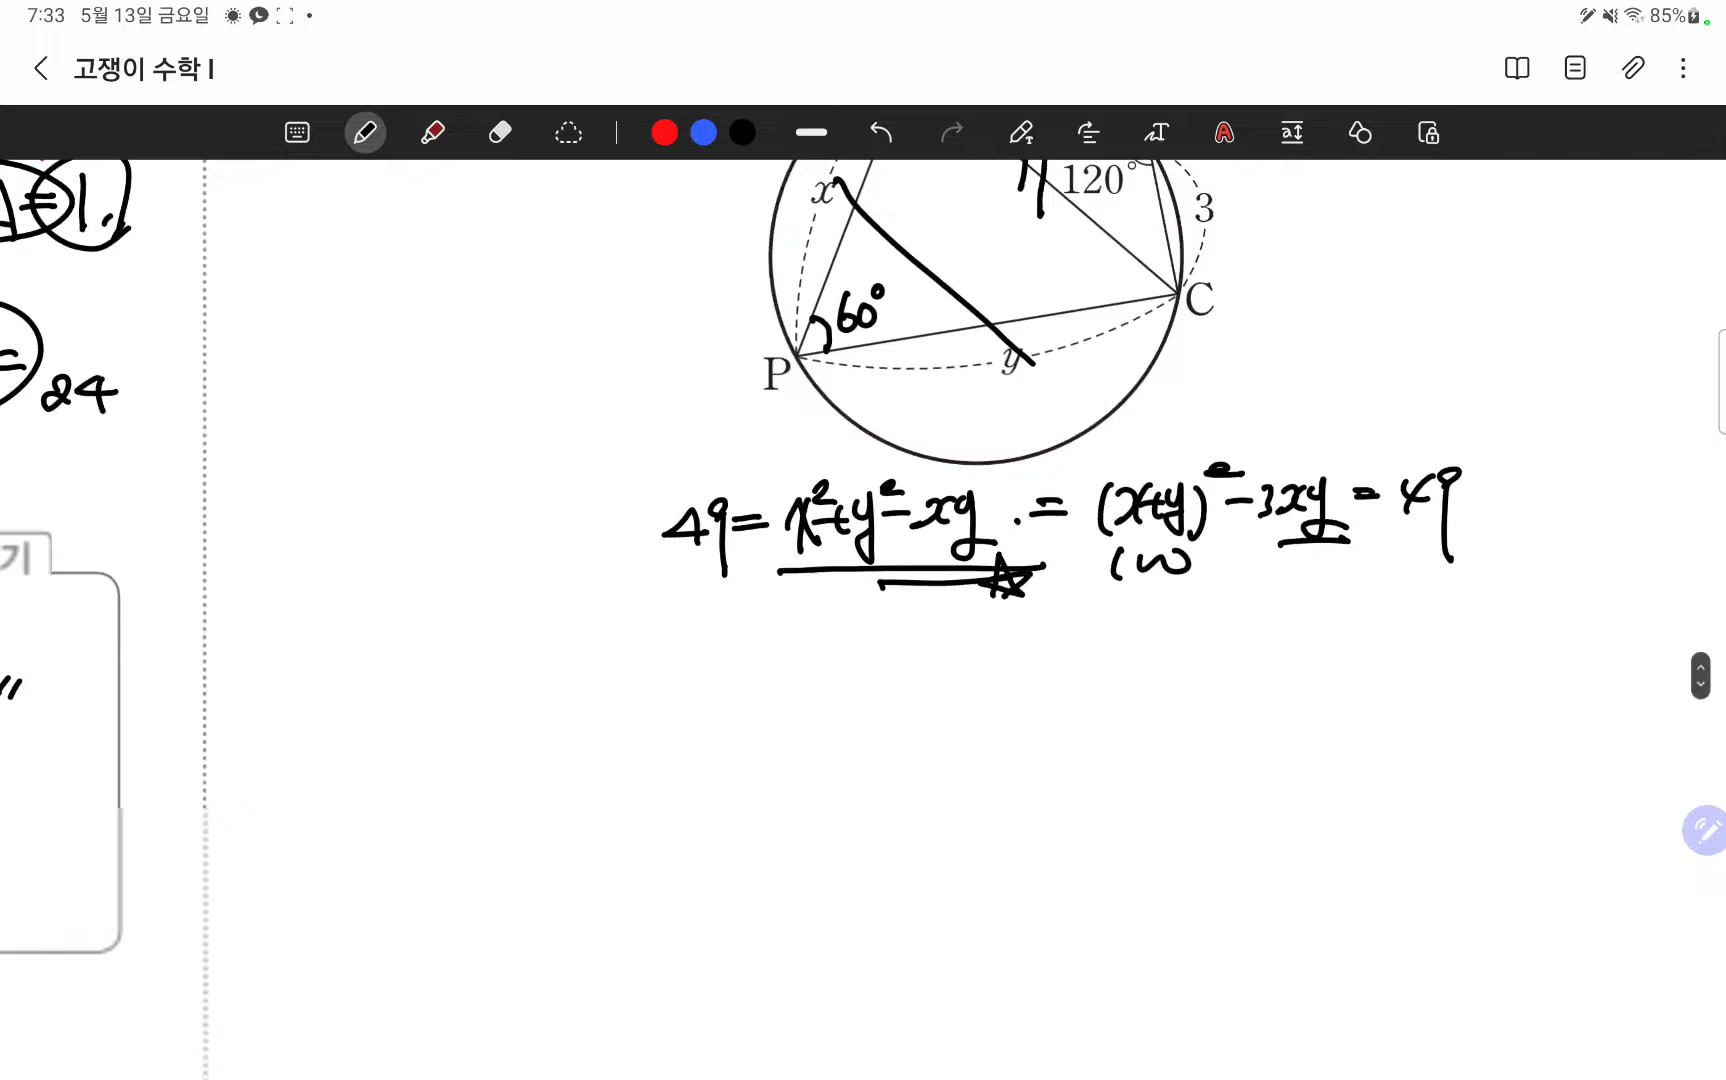 7:33 5월 13일 금요일
85%
고쟁이 수학 I
x
120°
3
60°
C
P
y
24
49 = x²+y²-xy. = (x+y)²-3xy = 49
기